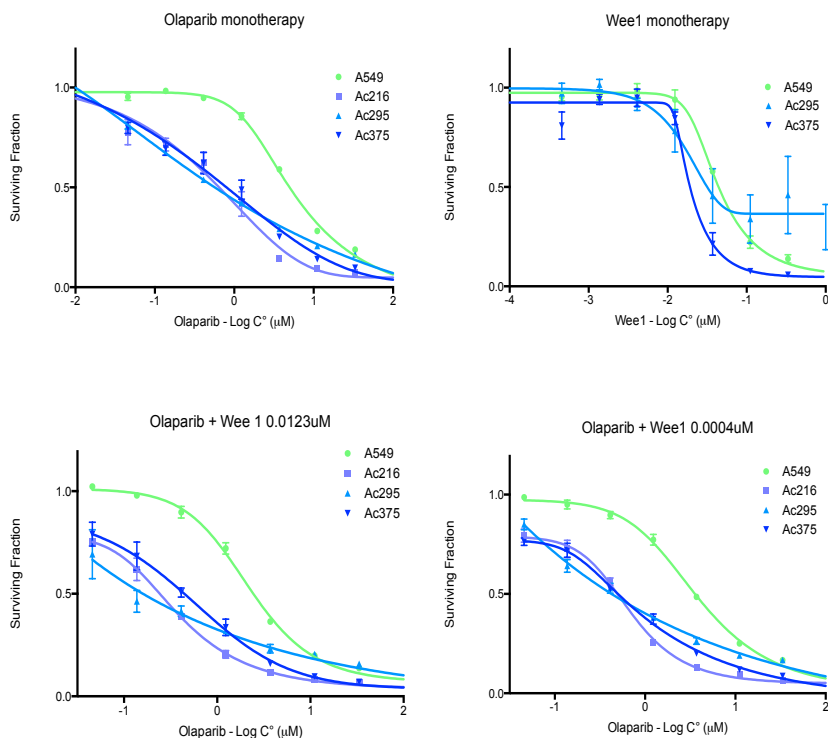 Olaparib monotherapy
A549
Ac216
Ac295
Ac375
1.0
0.5
0.0
-2
-1
0
1
2
Surviving Fraction
Olaparib - Log C° (μM)
Wee1 monotherapy
A549
Ac295
Ac375
1.0
0.5
0.0
-4
-3
-2
-1
0
Surviving Fraction
Wee1 - Log C° (μM)
Olaparib + Wee 1 0.0123uM
A549
Ac216
Ac295
Ac375
1.0
0.5
0.0
-1
0
1
2
Surviving Fraction
Olaparib - Log C° (μM)
Olaparib + Wee1 0.0004uM
A549
Ac216
Ac295
Ac375
1.0
0.5
0.0
-1
0
1
2
Surviving Fraction
Olaparib - Log C° (μM)